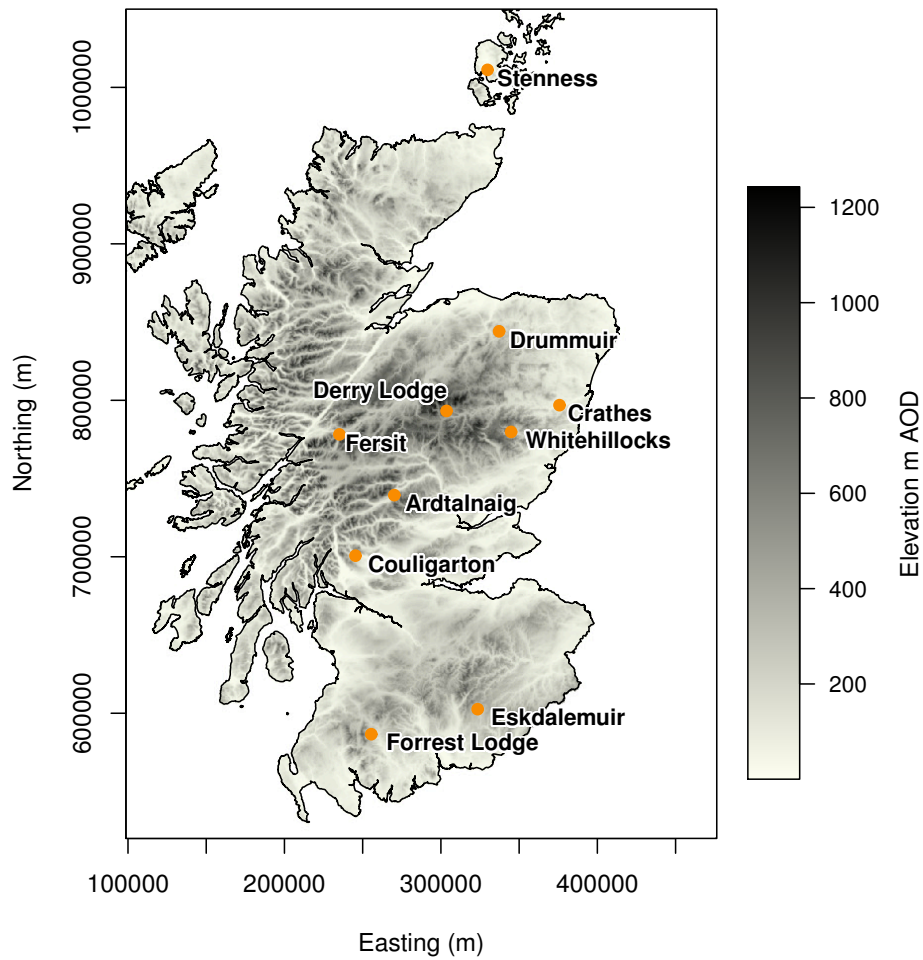 Stenness
Drummuir
Derry Lodge
Crathes
Fersit
Whitehillocks
Ardtalnaig
Couligarton
Eskdalemuir
Forrest Lodge
1000000
900000
800000
700000
600000
Northing (m)
100000
200000
300000
400000
Easting (m)
1200
1000
800
600
400
200
Elevation m AOD